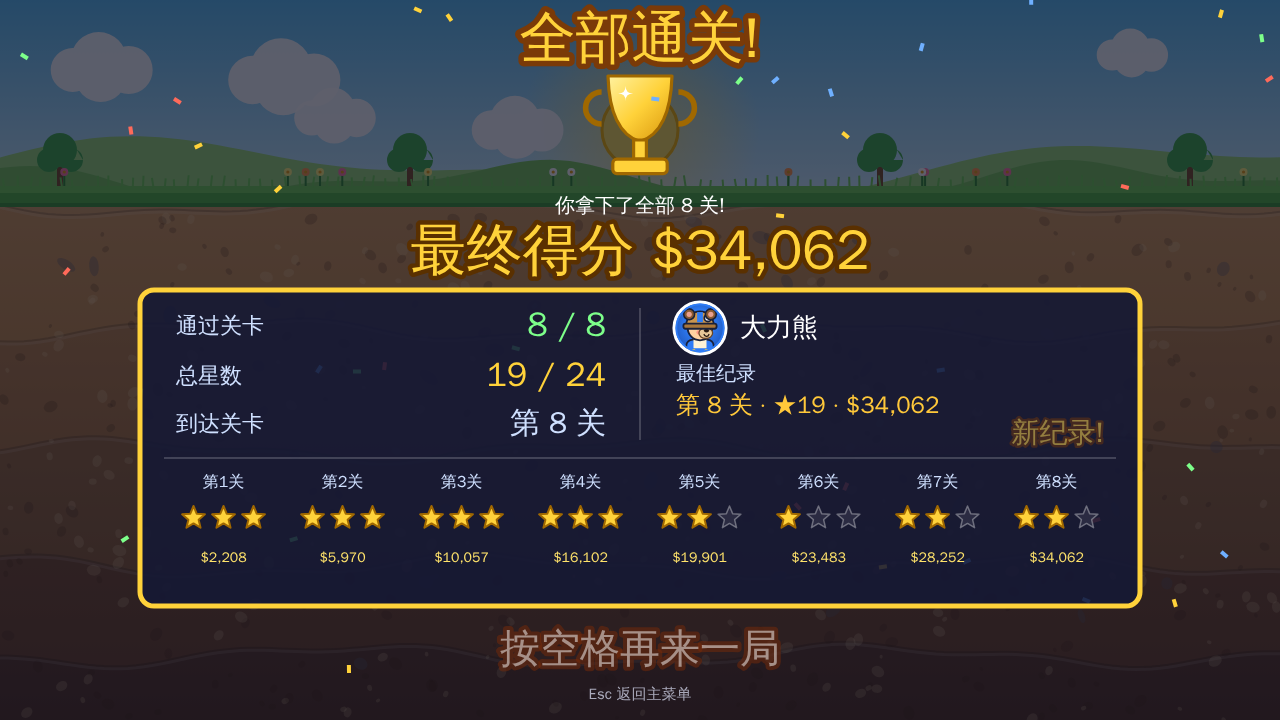 全部通关!
你拿下了全部 8 关!
最终得分 $34,062
通过关卡 8 / 8
总星数 19 / 24
到达关卡 第 8 关
大力熊
最佳纪录
第 8 关 · ★19 · $34,062
新纪录!
第1关 第2关 第3关 第4关 第5关 第6关 第7关 第8关
$2,208 $5,970 $10,057 $16,102 $19,901 $23,483 $28,252 $34,062
按空格再来一局
Esc 返回主菜单